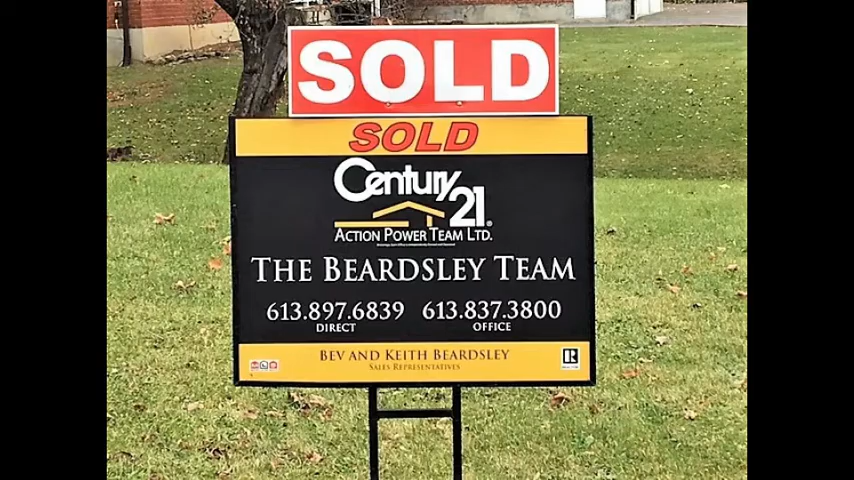 SOLD
SOLD
Century 21®
ACTION POWER TEAM LTD.
THE BEARDSLEY TEAM
613.897.6839 613.837.3800
DIRECT OFFICE
BEV AND KEITH BEARDSLEY
SALES REPRESENTATIVES
R